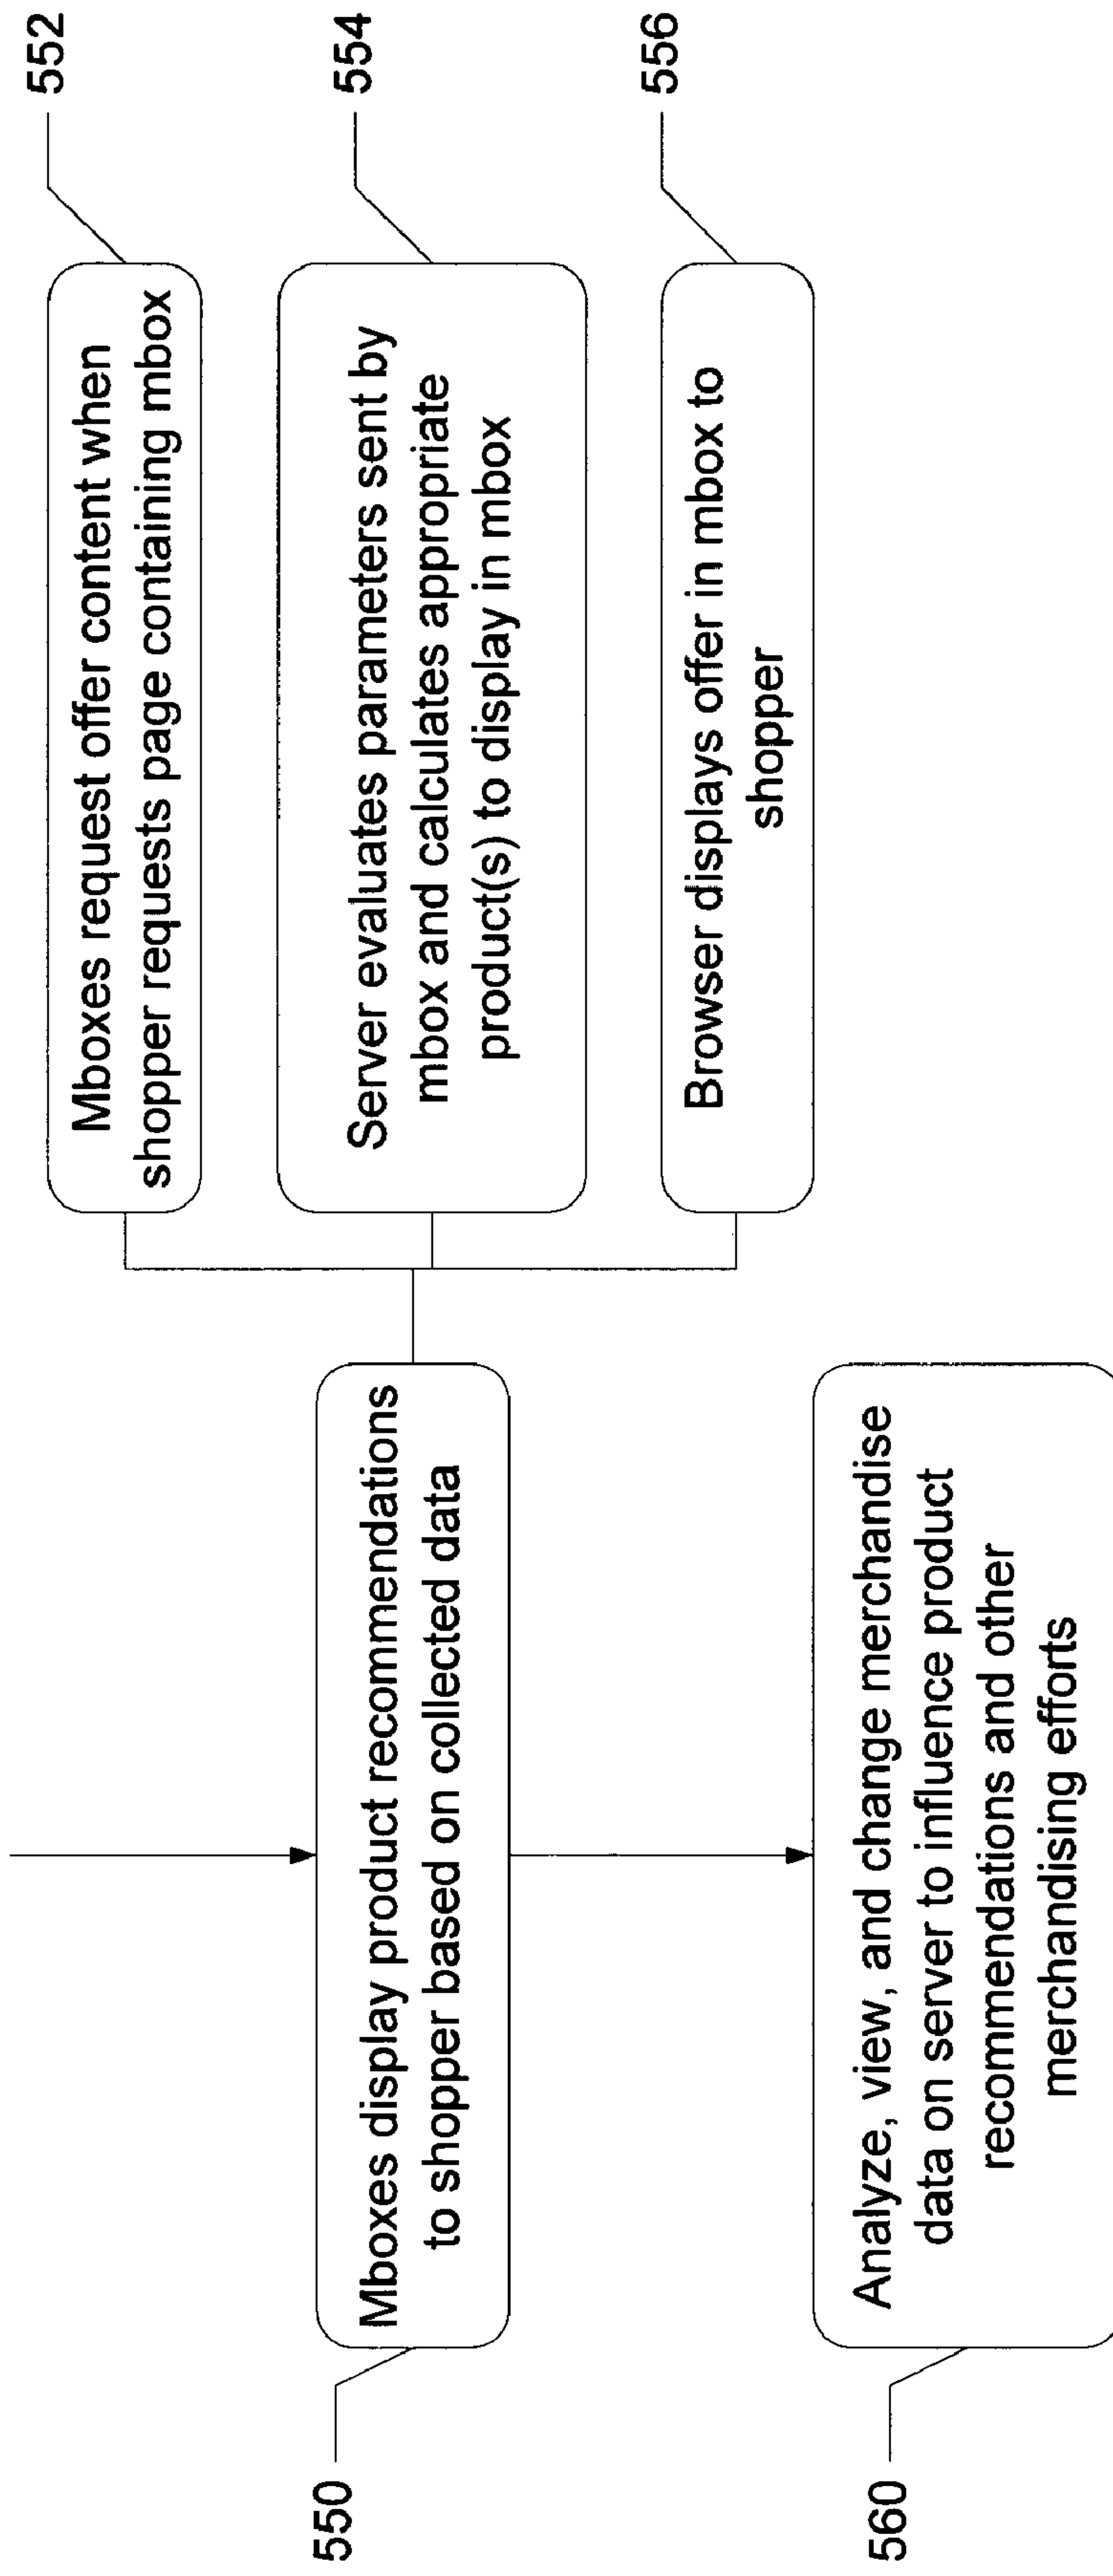 550
Mboxes display product recommendations
to shopper based on collected data
552
Mboxes request offer content when
shopper requests page containing mbox
554
Server evaluates parameters sent by
mbox and calculates appropriate
product(s) to display in mbox
556
Browser displays offer in mbox to
shopper
560
Analyze, view, and change merchandise
data on server to influence product
recommendations and other
merchandising efforts